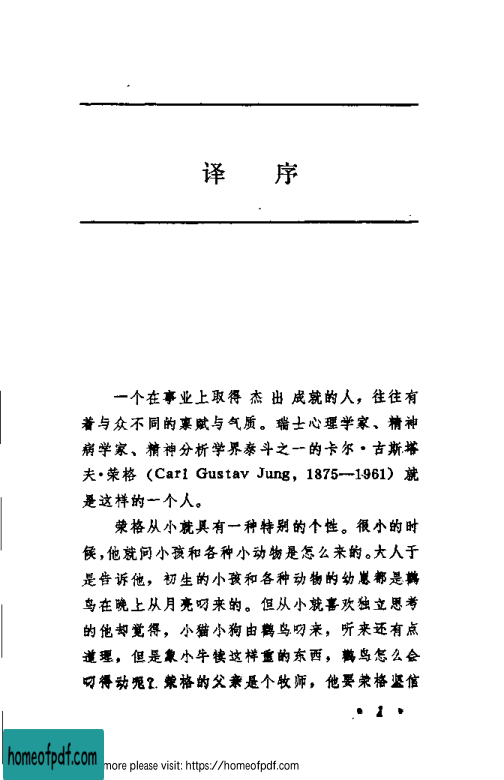 译 序
一个在事业上取得 杰 出 成就的人，往往有
着与众不同的禀赋与气质。瑞士心理学家、精神
病学家、精神分析学界泰斗之一的卡尔·古斯塔
夫·荣格（Carl Gustav Jung，1875—1961）就
是这样的一个人。
荣格从小就具有一种特别的个性。很小的时
候，他就问小孩和各种小动物是怎么来的。大人于
是告诉他，初生的小孩和各种动物的幼崽都是鹳
鸟在晚上从月亮叼来的。但从小就喜欢独立思考
的他却觉得，小猫小狗由鹳鸟叼来，听来还有点
道理，但是象小牛犊这样重的东西，鹳鸟怎么会
叼得动呢？荣格的父亲是个牧师，他要荣格坚信
• 1 •
homeofpdf.com
more please visit: https://homeofpdf.com